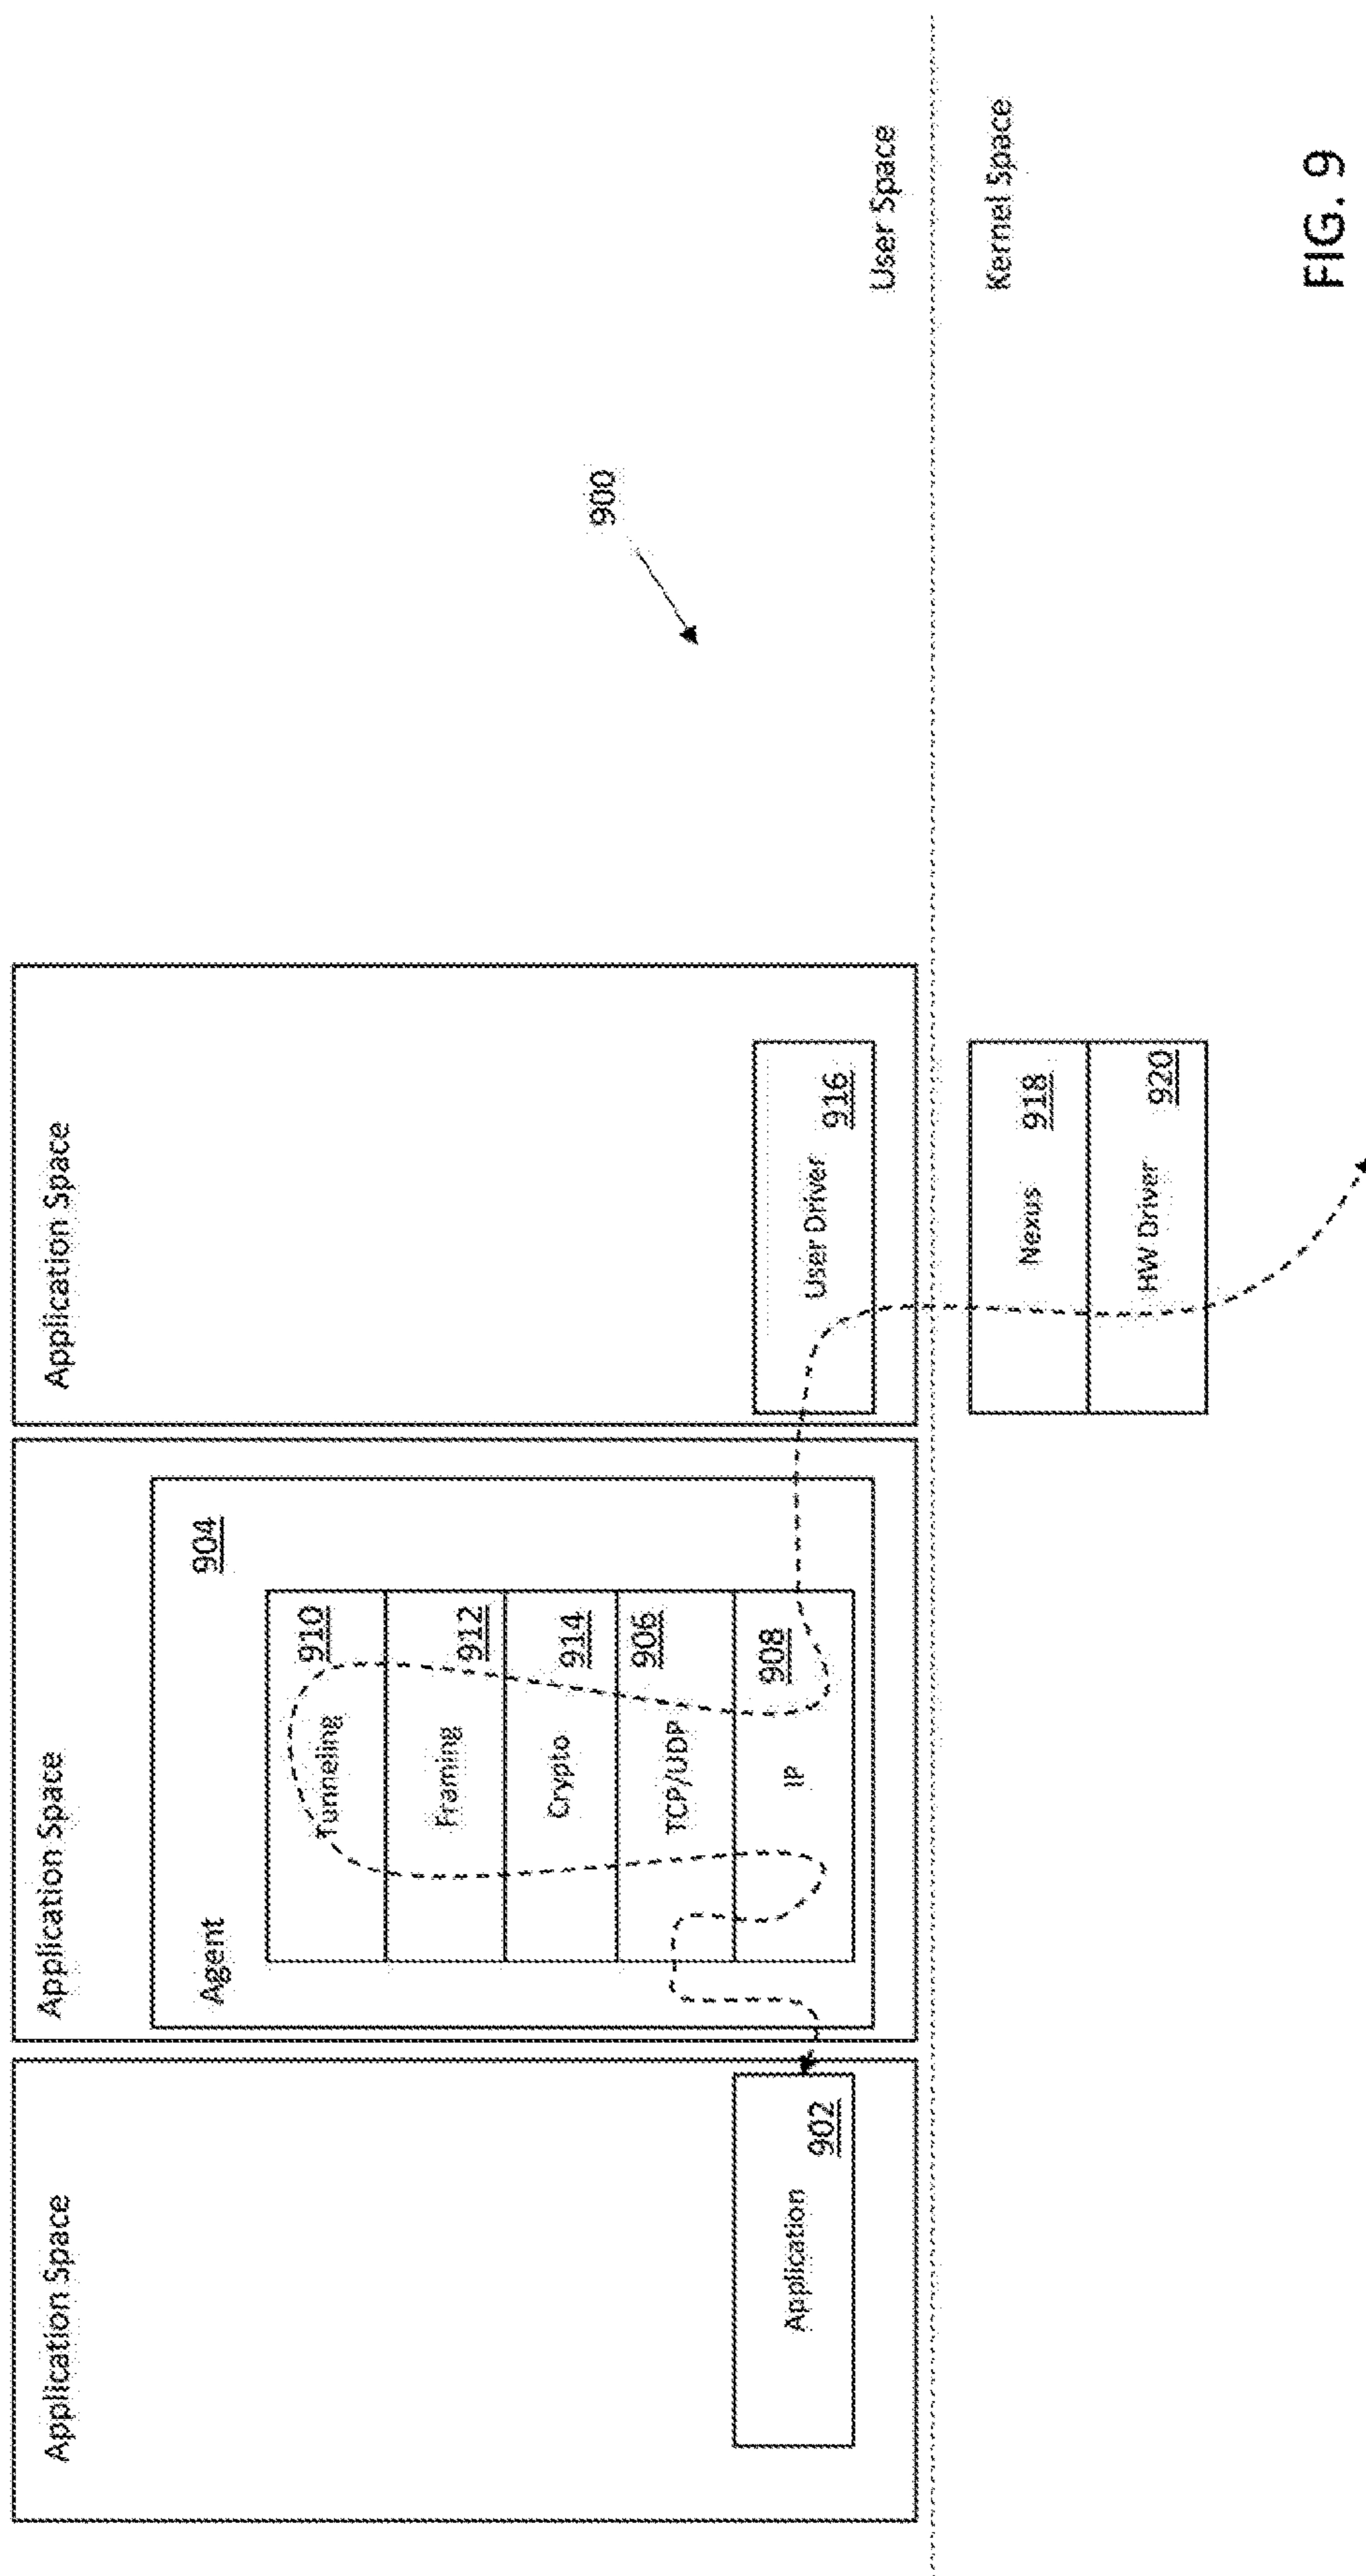 Application Space
Application
902
Application Space
Agent
904
Tunneling
910
Framing
912
Crypto
914
TCP/UDP
906
IP
908
Application Space
User Driver
916
Nexus
918
HW Driver
920
900
User Space
Kernel Space
FIG. 9